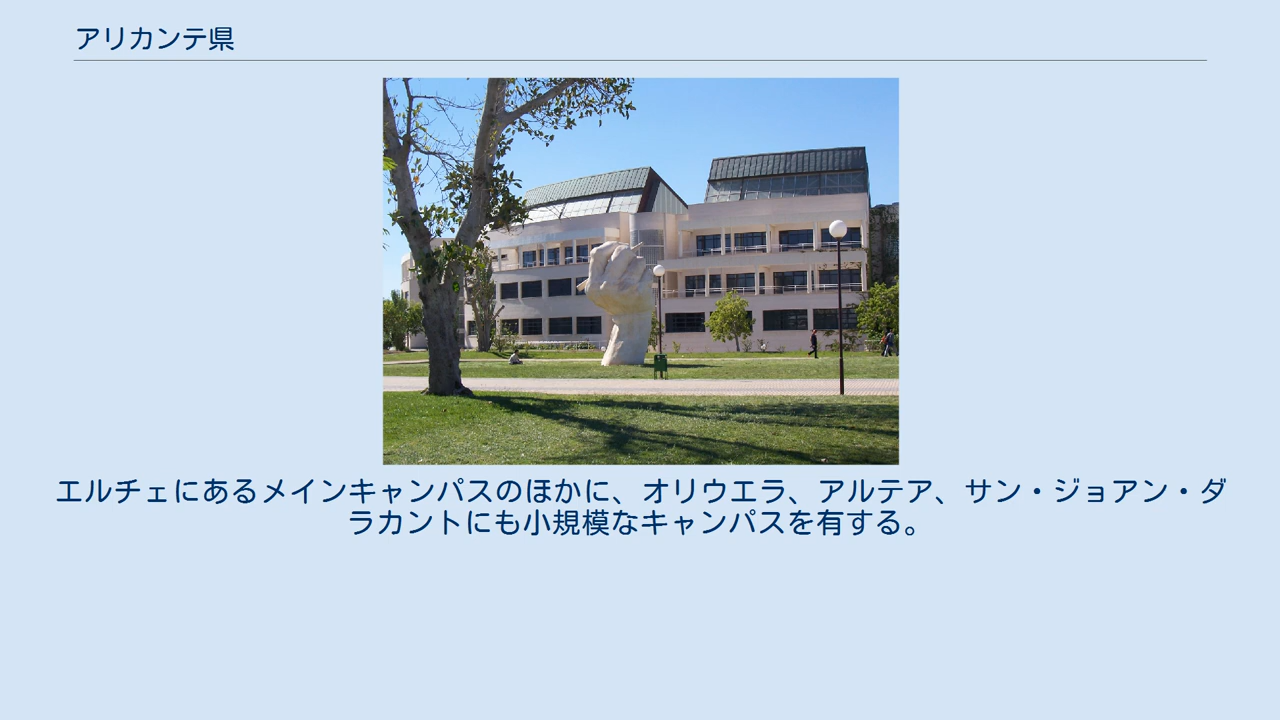 アリカンテ県
エルチェにあるメインキャンパスのほかに、オリウエラ、アルテア、サン・ジョアン・ダ
ラカントにも小規模なキャンパスを有する。